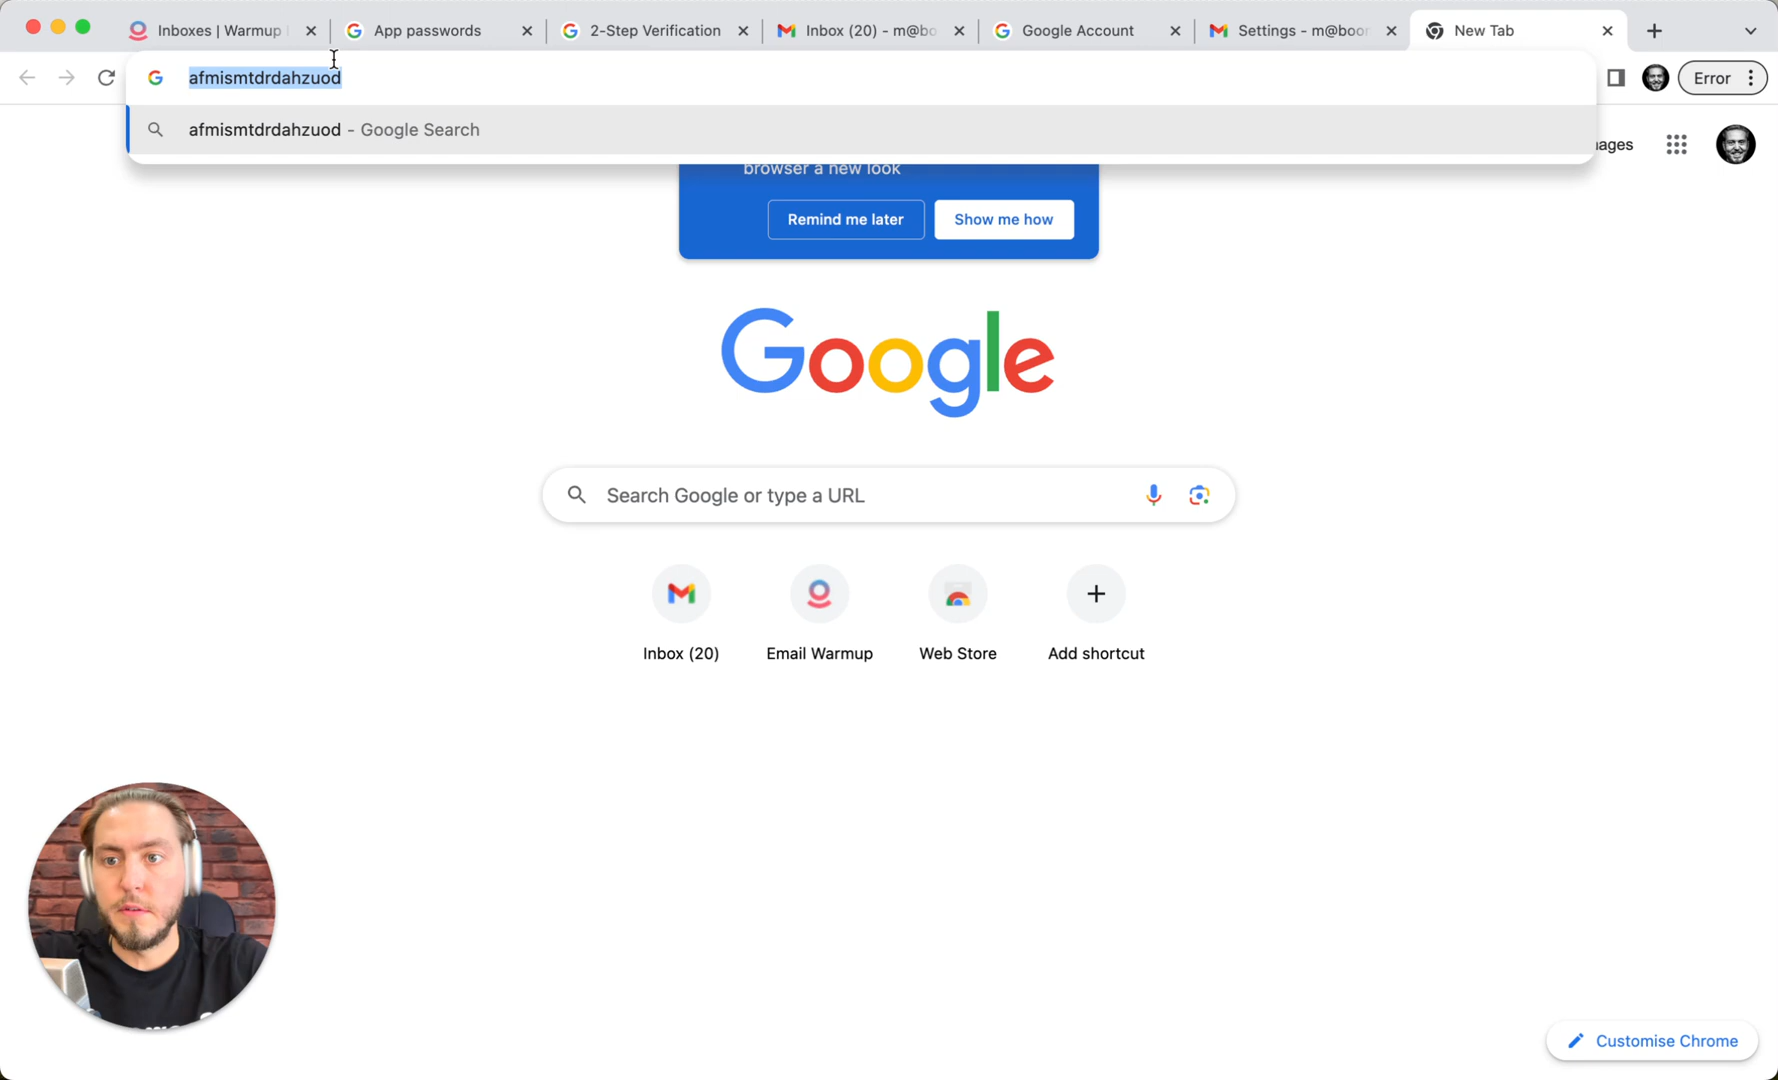 Inboxes | Warmup
App passwords
2-Step Verification
Inbox (20) - m@bo
Google Account
Settings - m@boor
New Tab
afmismtdrdahzuod
Error
afmismtdrdahzuod - Google Search
ages
browser a new look
Remind me later
Show me how
Google
Search Google or type a URL
Inbox (20)
Email Warmup
Web Store
Add shortcut
Customise Chrome